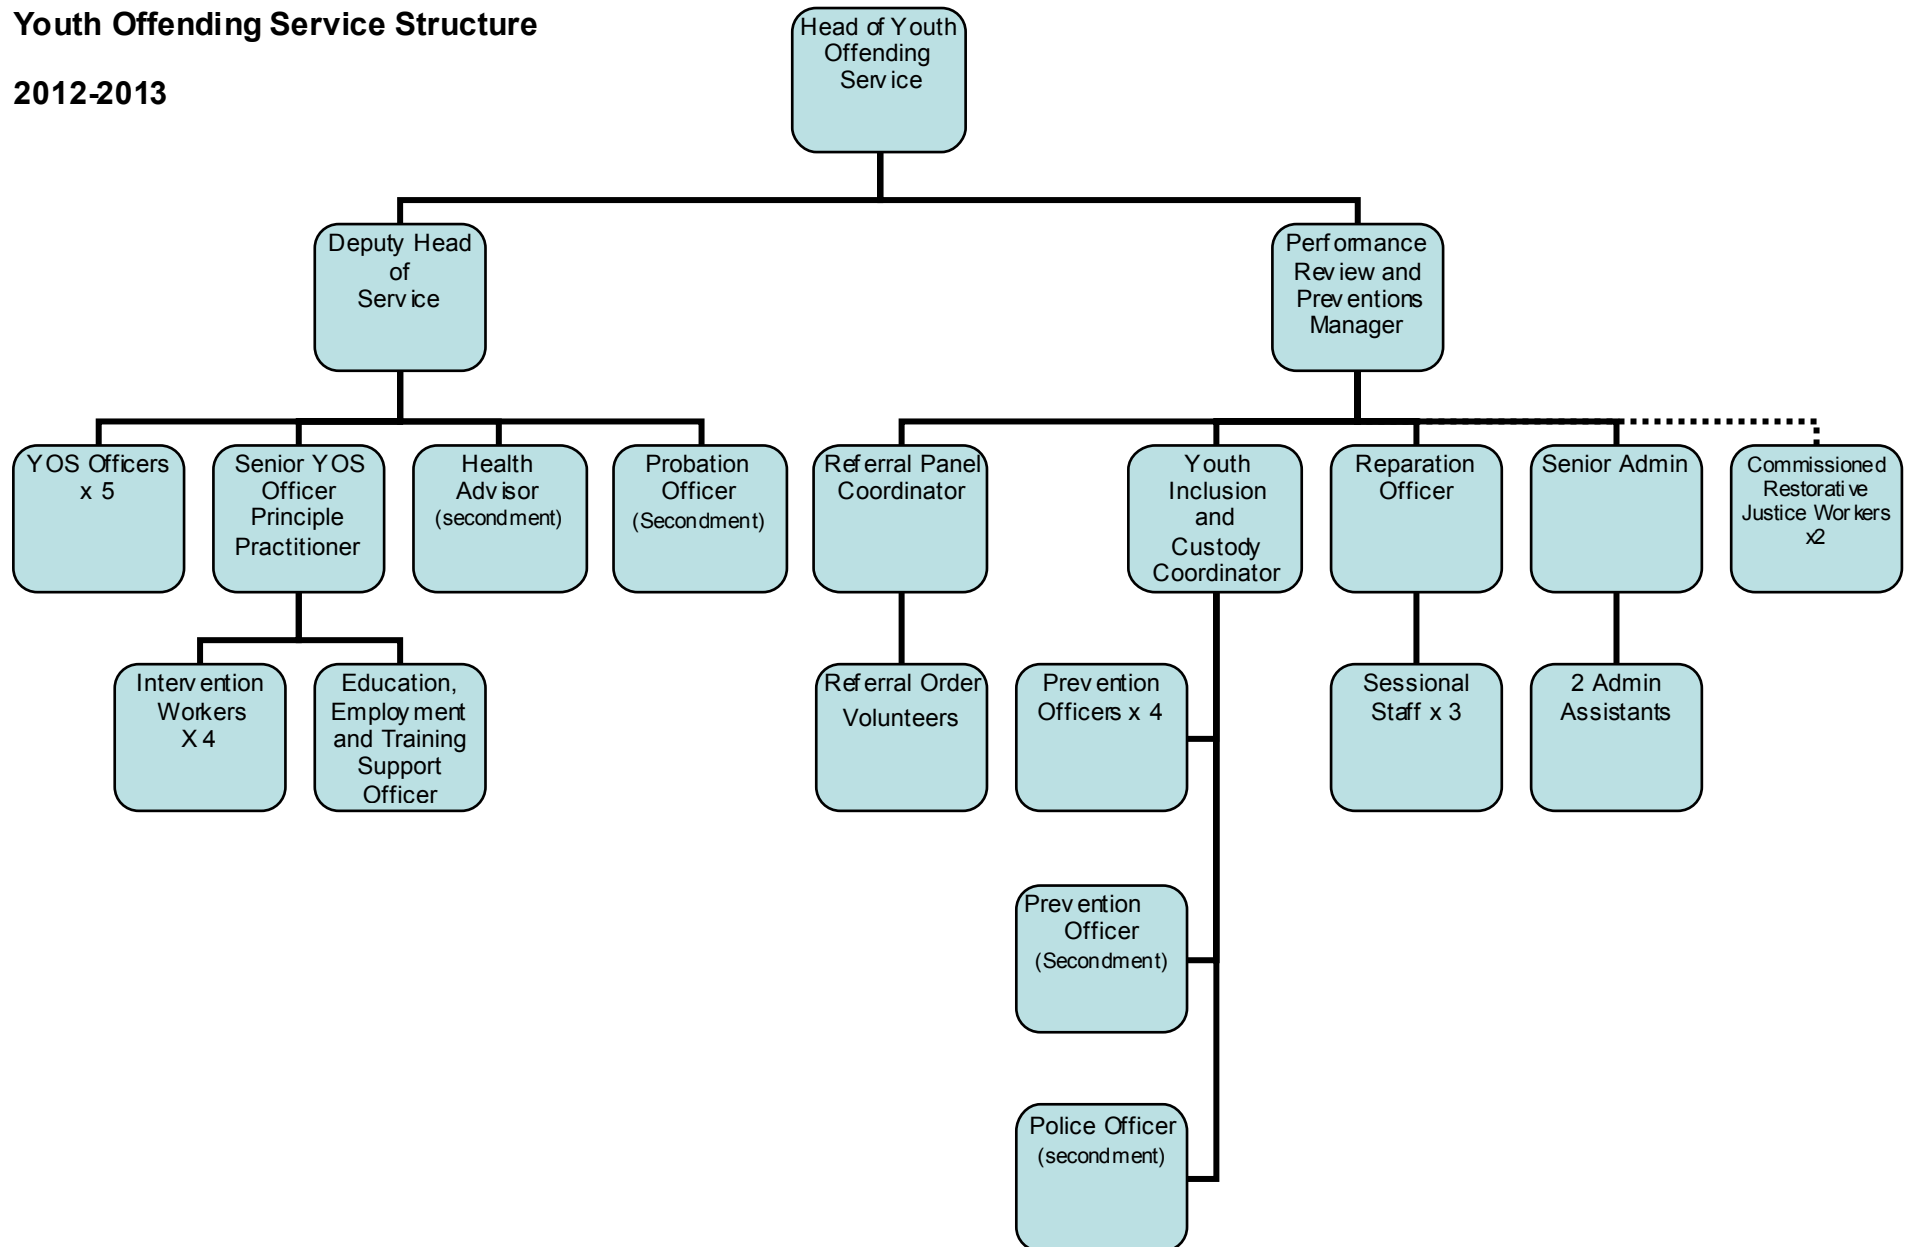 Youth Offending Service Structure
2012-2013
Head of Youth
Offending
Service
Deputy Head
of
Service
Performance
Review and
Preventions
Manager
YOS Officers
x 5
Senior YOS
Officer
Principle
Practitioner
Health
Advisor
(secondment)
Probation
Officer
(Secondment)
Referral Panel
Coordinator
Youth
Inclusion
and
Custody
Coordinator
Reparation
Officer
Senior Admin
Commissioned
Restorative
Justice Workers
x2
Intervention
Workers
X 4
Education,
Employment
and Training
Support
Officer
Referral Order
Volunteers
Prevention
Officers x 4
Sessional
Staff x 3
2 Admin
Assistants
Prevention
Officer
(Secondment)
Police Officer
(secondment)